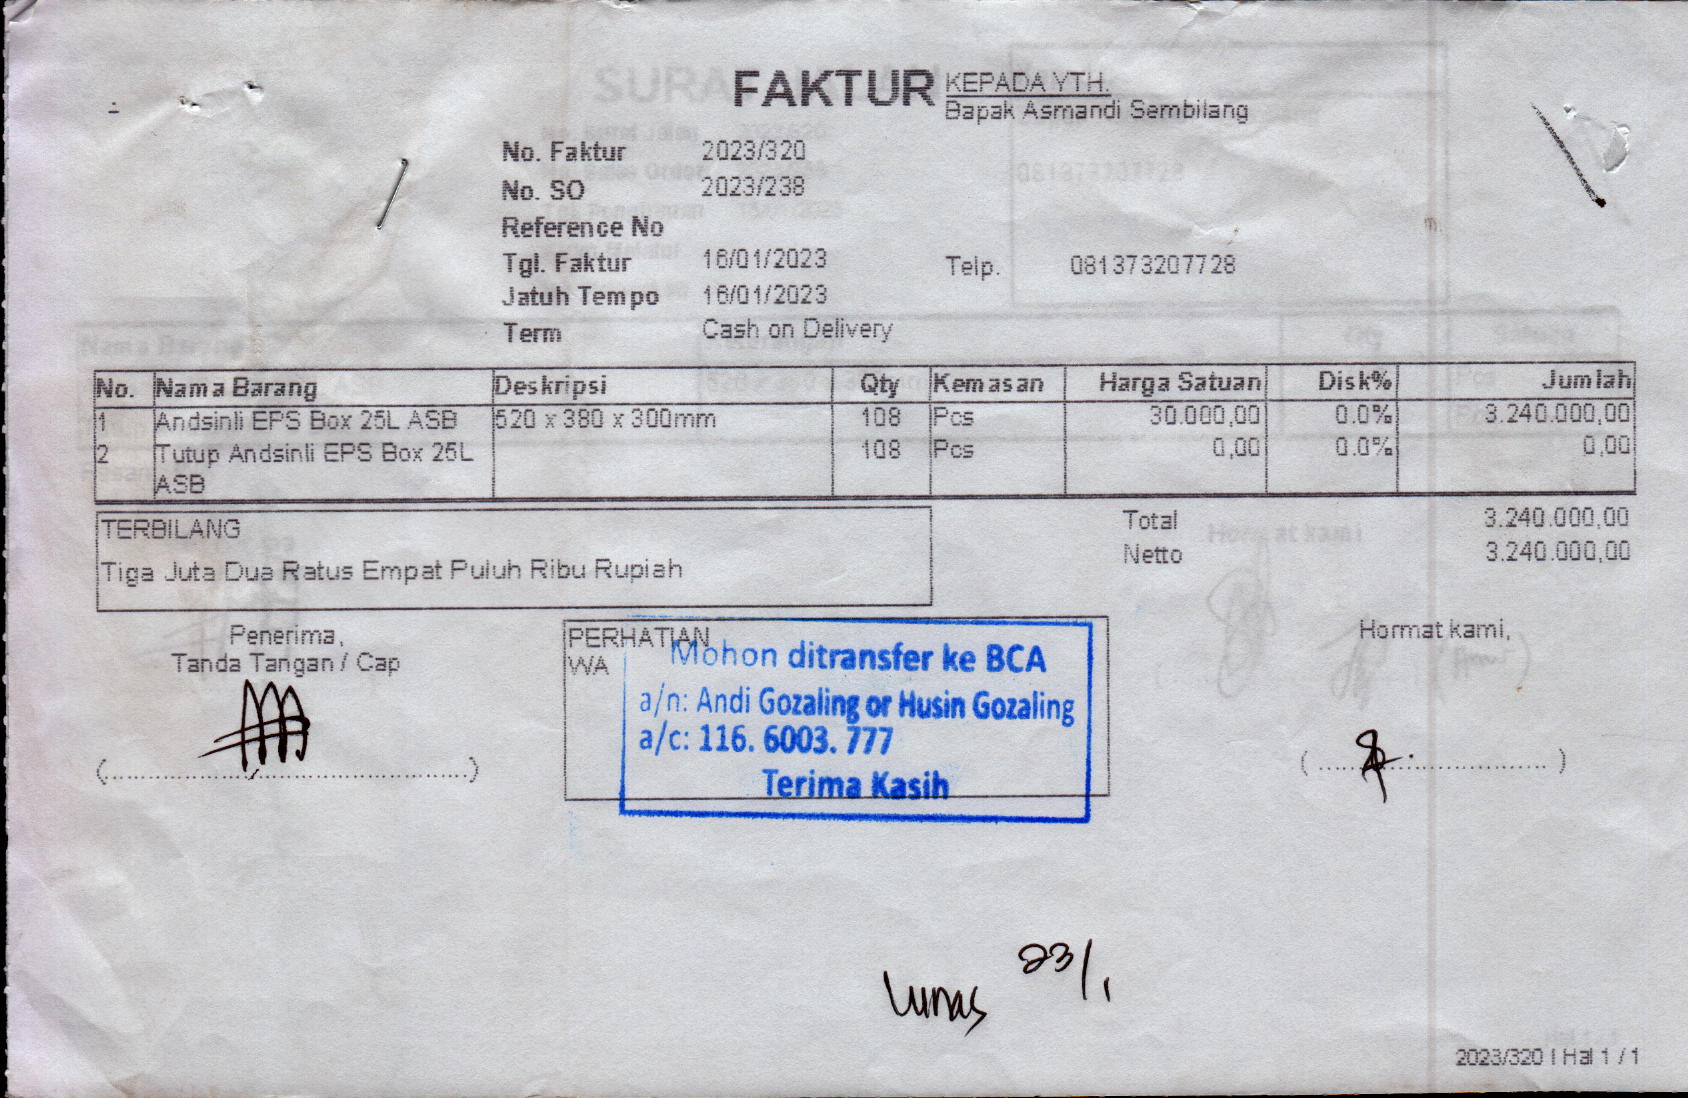 FAKTUR
KEPADA YTH.
Bapak Asmandi Sembilang
No. Faktur 2023/320
No. SO 2023/238
Reference No
Tgl. Faktur 16/01/2023
Telp. 081373207728
Jatuh Tempo 16/01/2023
Term Cash on Delivery
No. Nama Barang Deskripsi Qty Kemasan Harga Satuan Disk% Jumlah
1 Andsinli EPS Box 25L ASB 520 x 380 x 300mm 108 Pcs 30.000,00 0.0% 3.240.000,00
2 Tutup Andsinli EPS Box 25L 108 Pcs 0,00 0.0% 0,00
ASB
TERBILANG
Tiga Juta Dua Ratus Empat Puluh Ribu Rupiah
Total 3.240.000,00
Netto 3.240.000,00
Penerima,
Tanda Tangan / Cap
(........................................)
PERHATIAN
WA
Mohon ditransfer ke BCA
a/n: Andi Gozaling or Husin Gozaling
a/c: 116. 6003. 777
Terima Kasih
Hormat kami,
(........................................)
Lunas 23/1
2023/320 | Hal 1 / 1